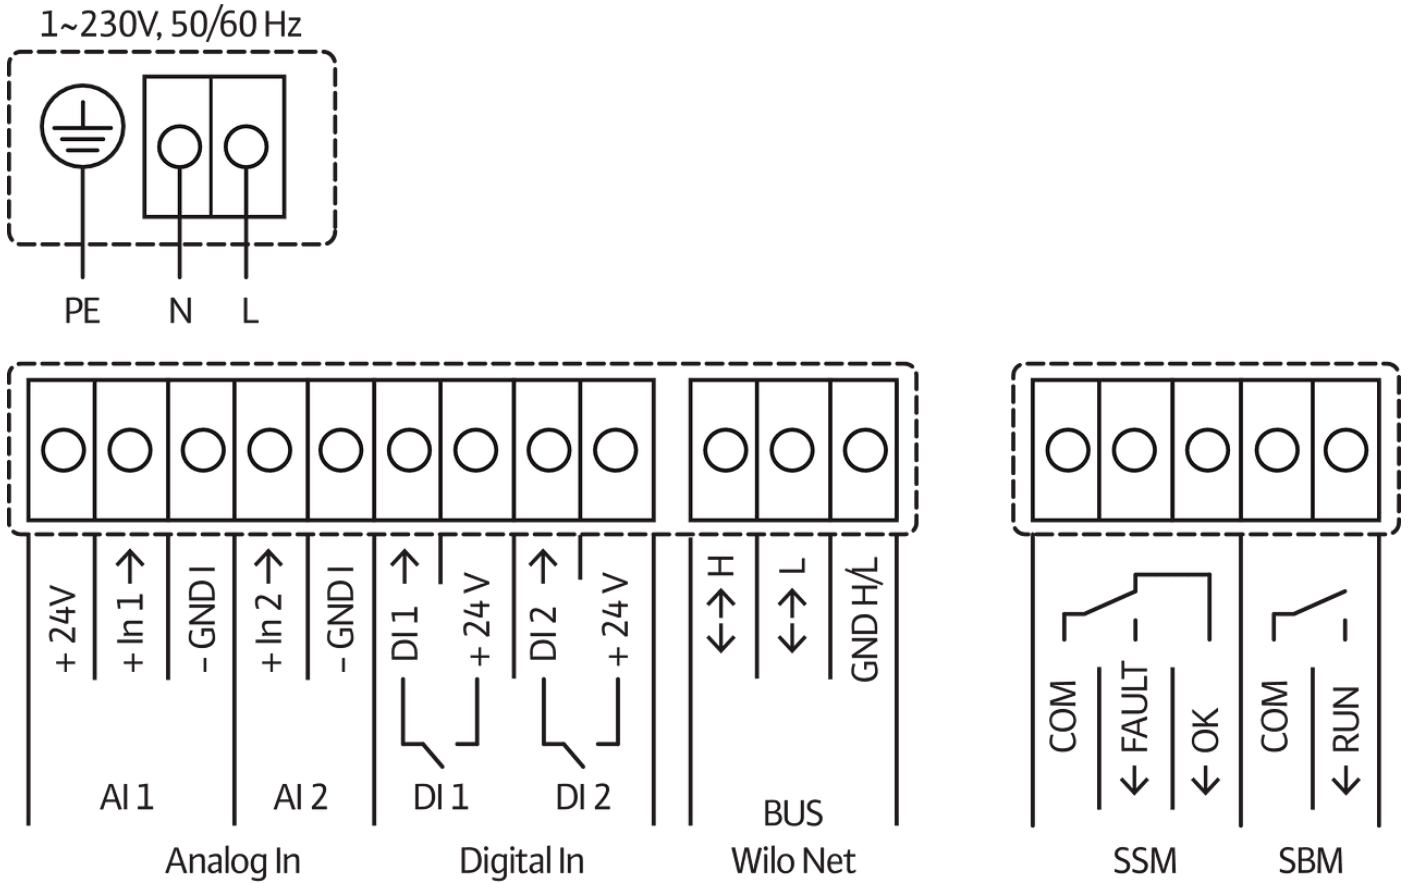 1~230V, 50/60 Hz
PE N L
+ 24V
+ In 1
– GND I
+ In 2
– GND I
DI 1
+ 24 V
DI 2
+ 24 V
H
L
GND H/L
COM
FAULT
OK
COM
RUN
AI 1 AI 2 DI 1 DI 2 BUS
Analog In Digital In Wilo Net SSM SBM